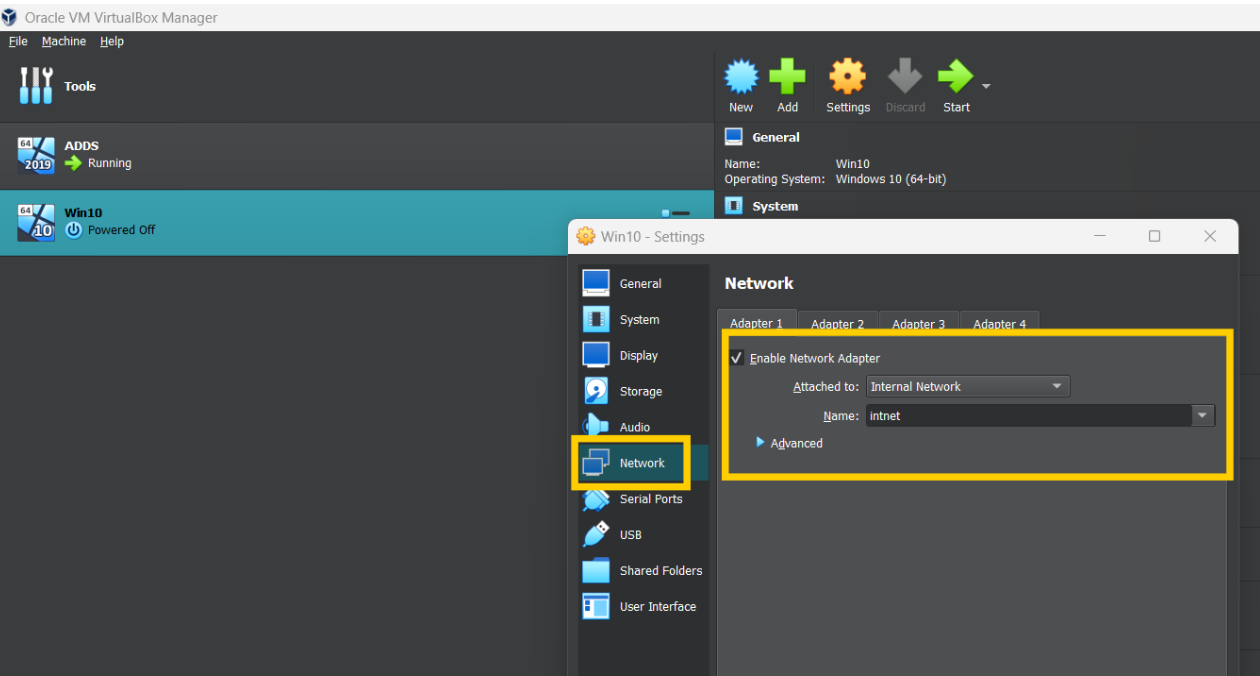 Oracle VM VirtualBox Manager
File Machine Help
Tools
New Add Settings Discard Start
64
2019
ADDS
Running
64
10
Win10
Powered Off
General
Name: Win10
Operating System: Windows 10 (64-bit)
System
Win10 - Settings
General
System
Display
Storage
Audio
Network
Serial Ports
USB
Shared Folders
User Interface
Network
Adapter 1 Adapter 2 Adapter 3 Adapter 4
Enable Network Adapter
Attached to: Internal Network
Name: intnet
Advanced